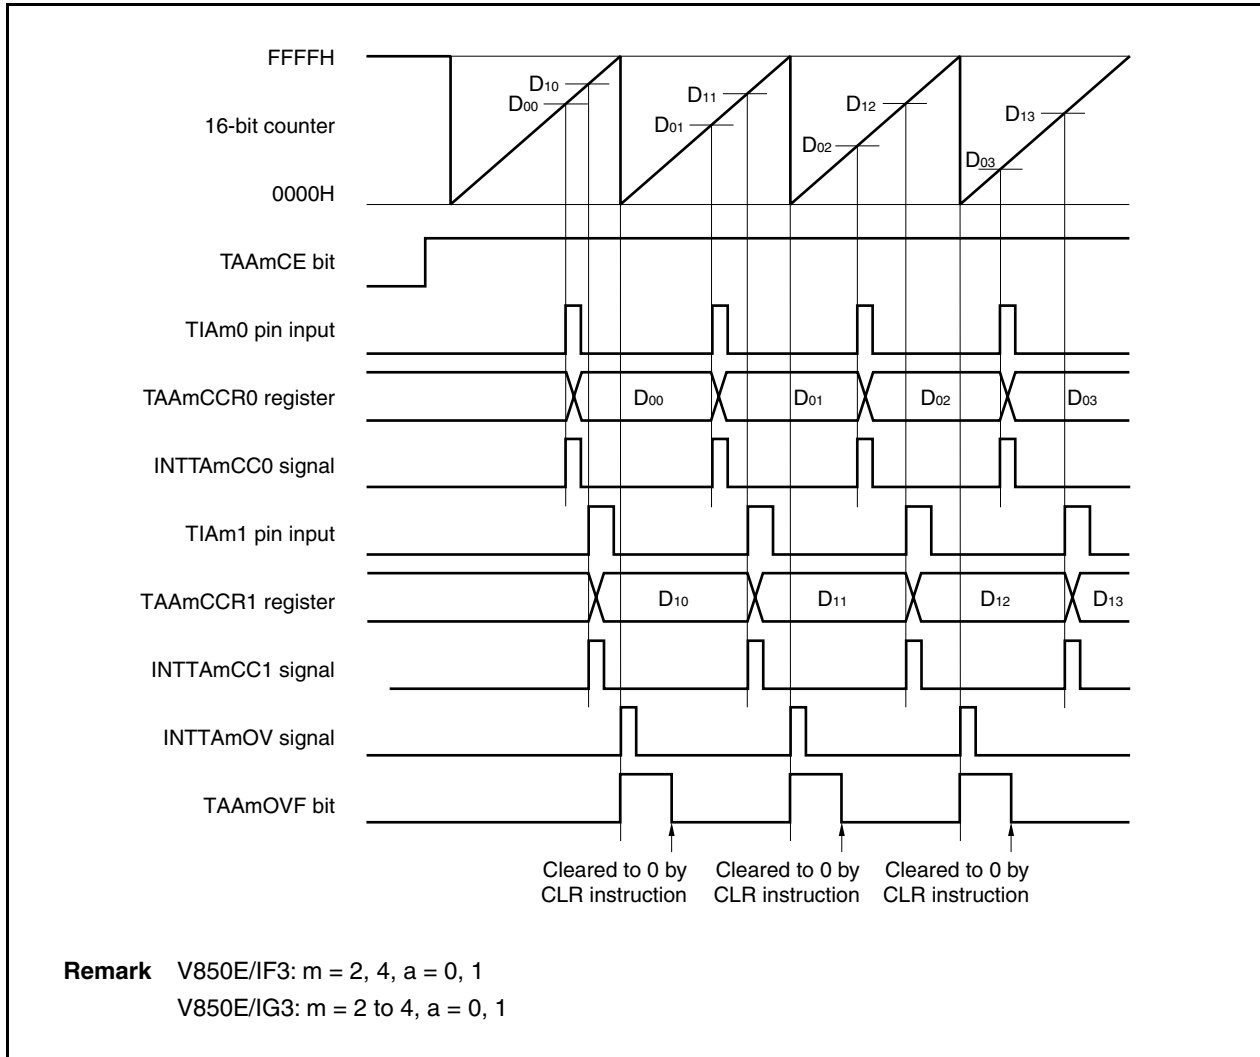 FFFFH
D10
D00
D11
D01
D12
D02
D13
D03
16-bit counter
0000H
TAAmCE bit
TIAm0 pin input
TAAmCCR0 register
D00
D01
D02
D03
INTTAmCC0 signal
TIAm1 pin input
TAAmCCR1 register
D10
D11
D12
D13
INTTAmCC1 signal
INTTAmOV signal
TAAmOVF bit
Cleared to 0 by
CLR instruction
Cleared to 0 by
CLR instruction
Cleared to 0 by
CLR instruction
Remark V850E/IF3: m = 2, 4, a = 0, 1
V850E/IG3: m = 2 to 4, a = 0, 1